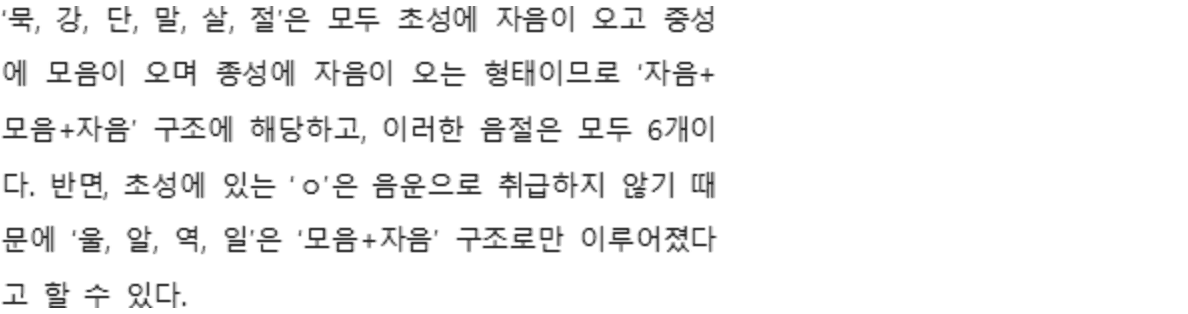 ‘묵, 강, 단, 말, 살, 절’은 모두 초성에 자음이 오고 중성
에 모음이 오며 종성에 자음이 오는 형태이므로 ‘자음+
모음+자음’ 구조에 해당하고, 이러한 음절은 모두 6개이
다. 반면, 초성에 있는 ‘ㅇ’은 음운으로 취급하지 않기 때
문에 ‘울, 알, 역, 일’은 ‘모음+자음’ 구조로만 이루어졌다
고 할 수 있다.